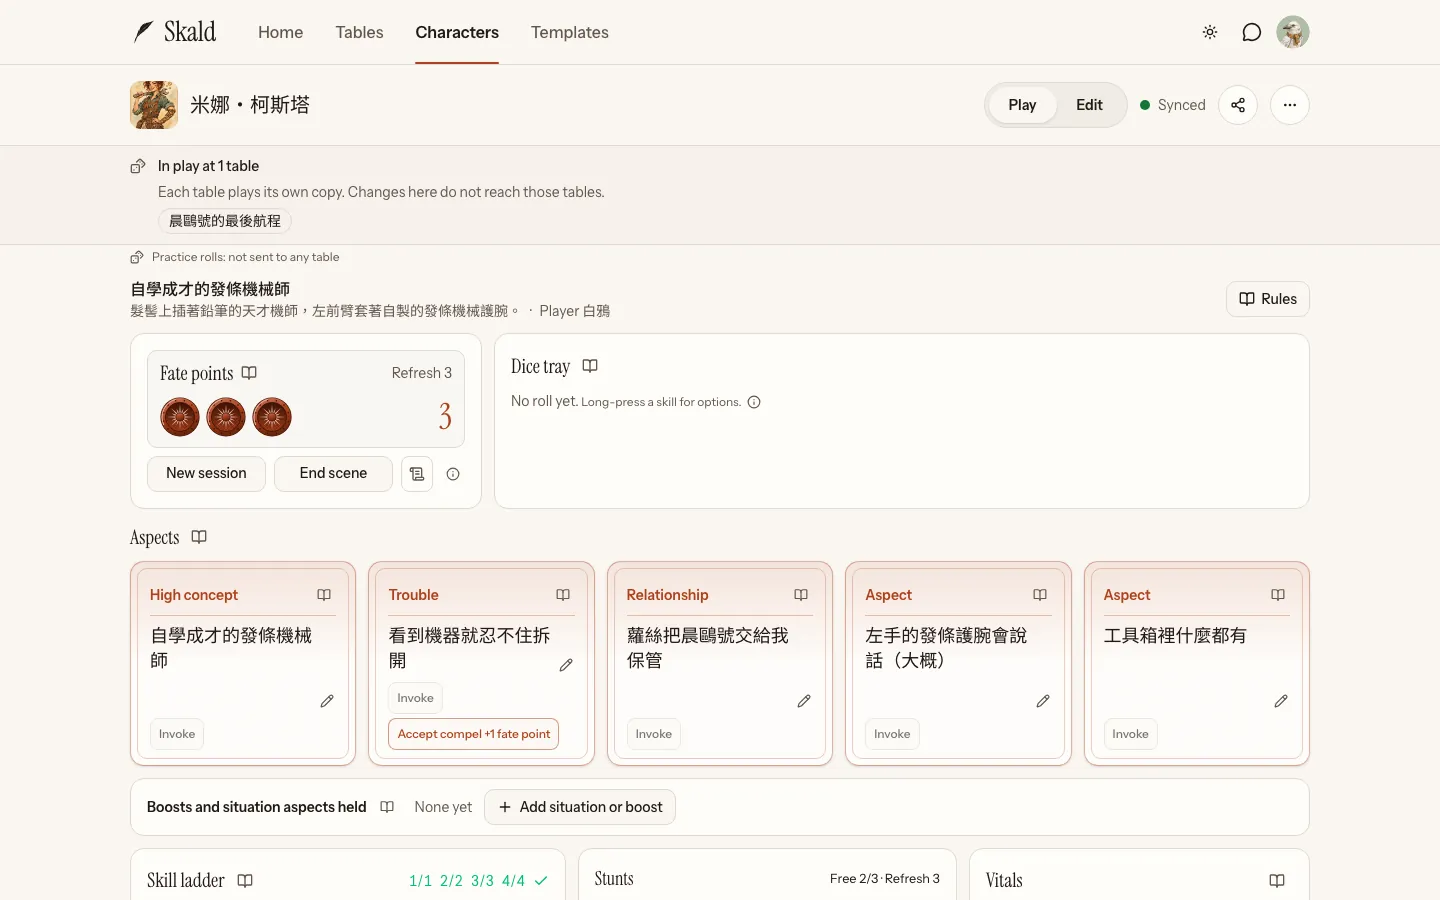 Skald
Home
Tables
Characters
Templates
米娜・柯斯塔
Play
Edit
Synced
In play at 1 table
Each table plays its own copy. Changes here do not reach those tables.
晨鷗號的最後航程
Practice rolls: not sent to any table
自學成才的發條機械師
髮髻上插著鉛筆的天才機師，左前臂套著自製的發條機械護腕。 · Player 白鴉
Rules
Fate points
Refresh 3
3
New session
End scene
Dice tray
No roll yet. Long-press a skill for options.
Aspects
High concept
自學成才的發條機械
師
Invoke
Trouble
看到機器就忍不住拆
開
Invoke
Accept compel +1 fate point
Relationship
蘿絲把晨鷗號交給我
保管
Invoke
Aspect
左手的發條護腕會說
話（大概）
Invoke
Aspect
工具箱裡什麼都有
Invoke
Boosts and situation aspects held
None yet
Add situation or boost
Skill ladder
1/1 2/2 3/3 4/4
Stunts
Free 2/3 · Refresh 3
Vitals